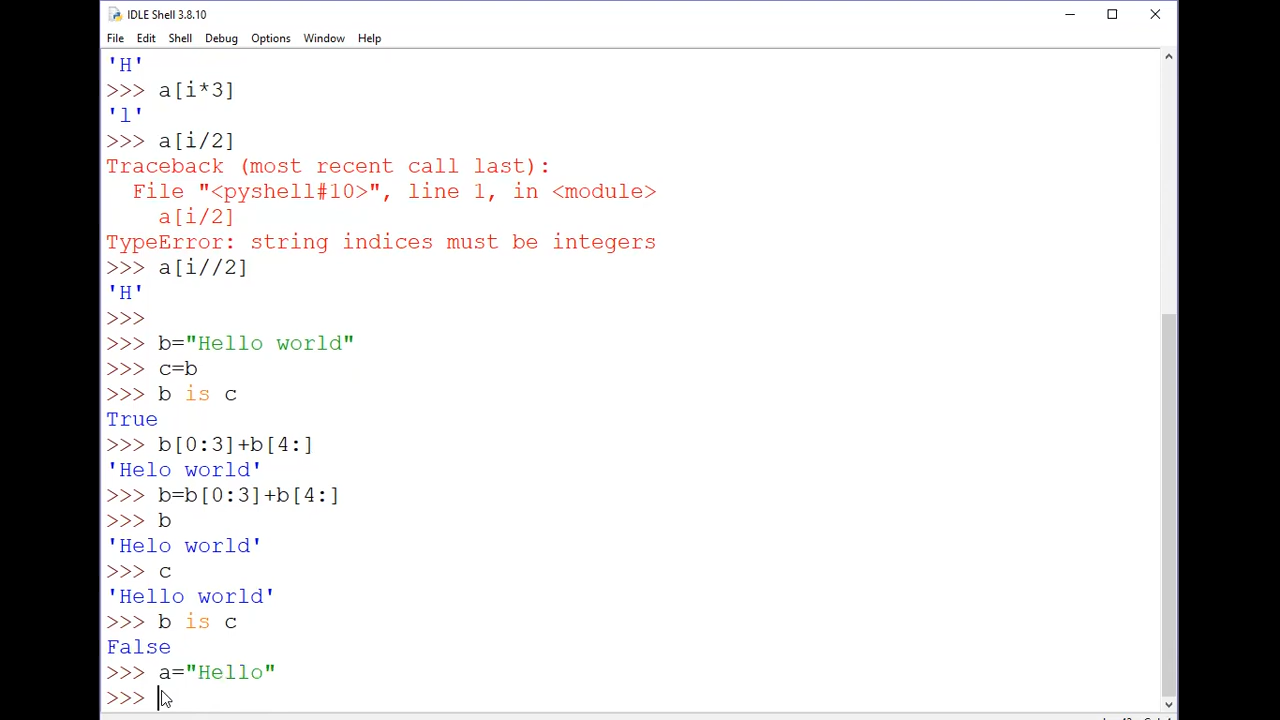 IDLE Shell 3.8.10
File Edit Shell Debug Options Window Help
'H'
>>> a[i*3]
'l'
>>> a[i/2]
Traceback (most recent call last):
  File "<pyshell#10>", line 1, in <module>
    a[i/2]
TypeError: string indices must be integers
>>> a[i//2]
'H'
>>>
>>> b="Hello world"
>>> c=b
>>> b is c
True
>>> b[0:3]+b[4:]
'Helo world'
>>> b=b[0:3]+b[4:]
>>> b
'Helo world'
>>> c
'Hello world'
>>> b is c
False
>>> a="Hello"
>>>